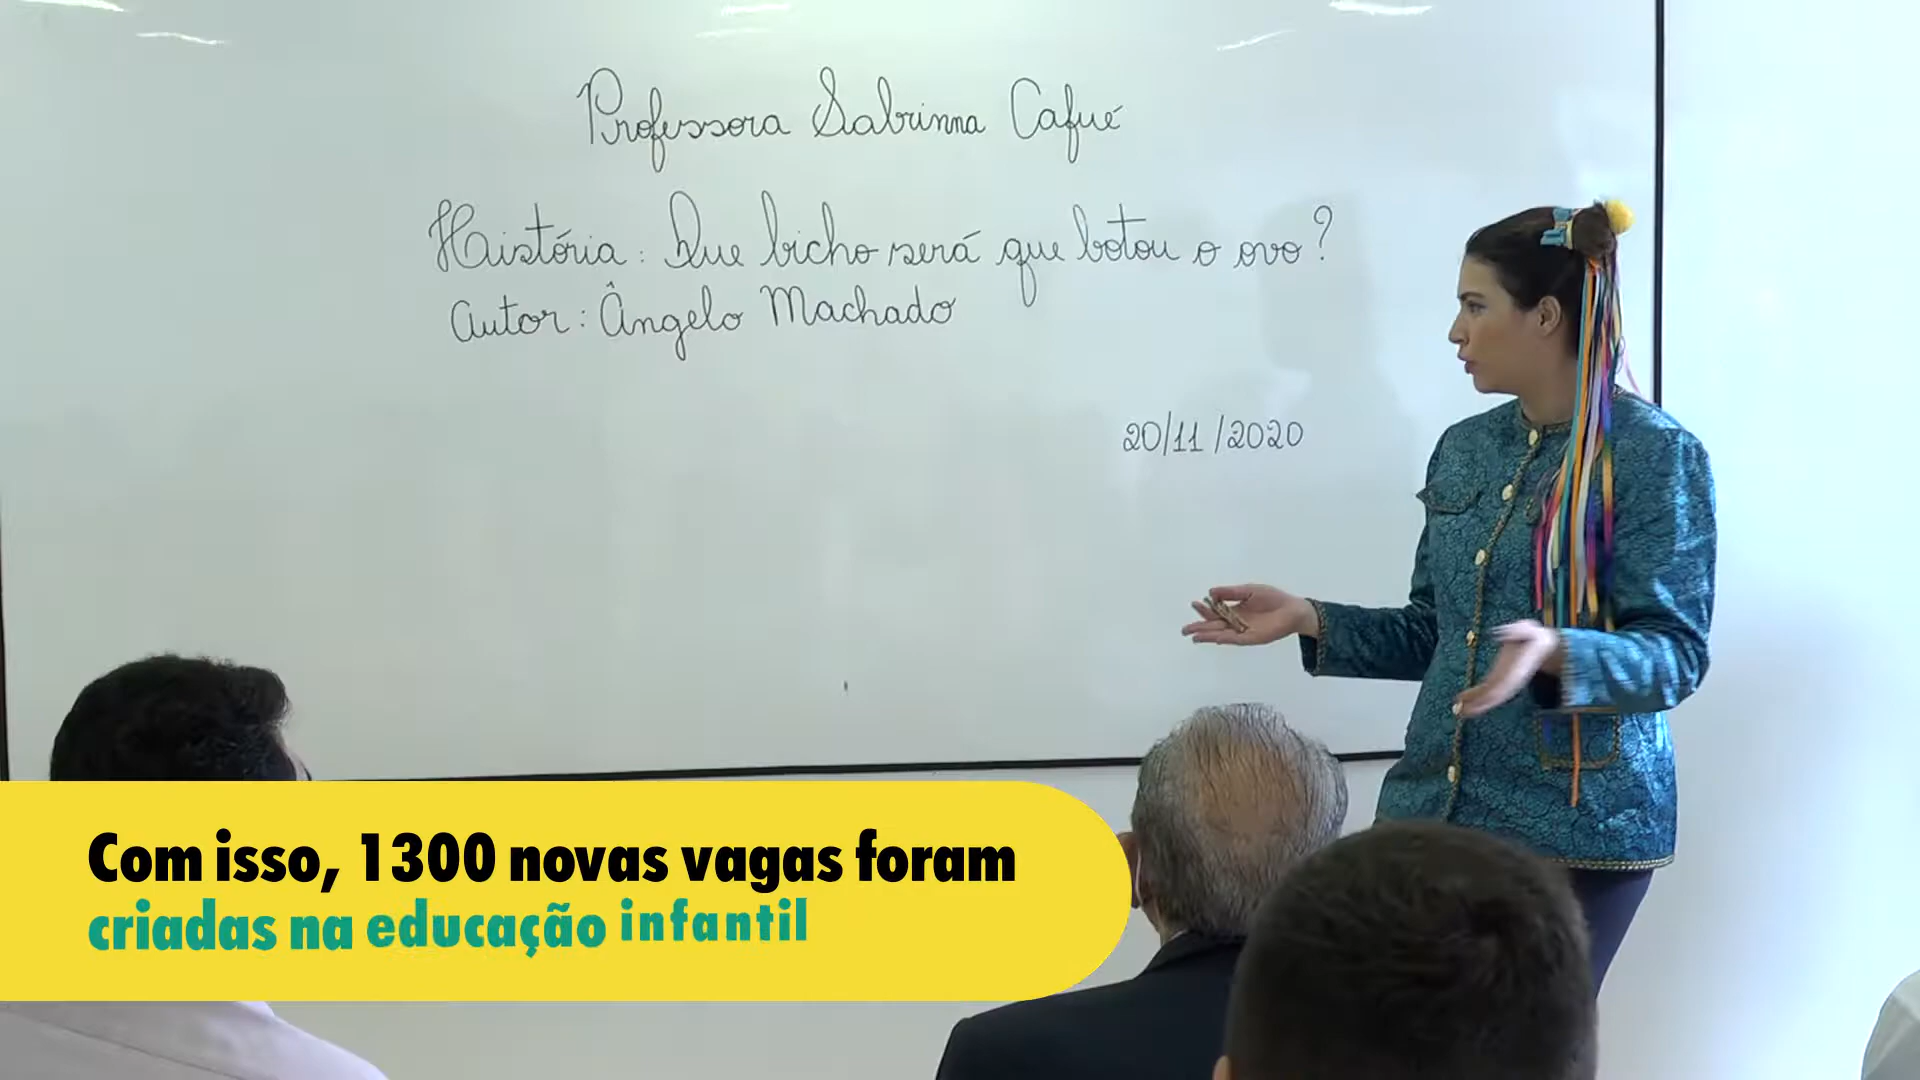 Professora Sabrinna Cafué
História: Que bicho será que botou o ovo?
Autor: Ângelo Machado
20/11/2020
Com isso, 1300 novas vagas foram
criadas na educação infantil